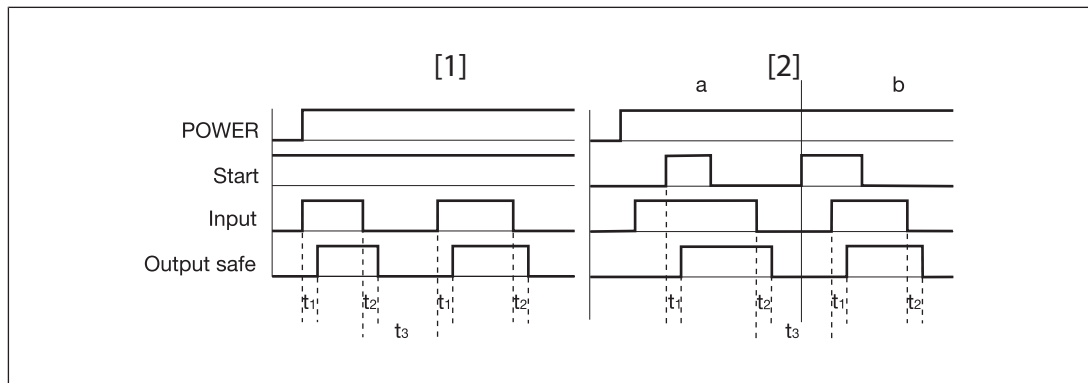 [1] [2]
a b
POWER
Start
Input
Output safe
t1 t2 t1 t2 t1 t2 t1 t2
t3 t3